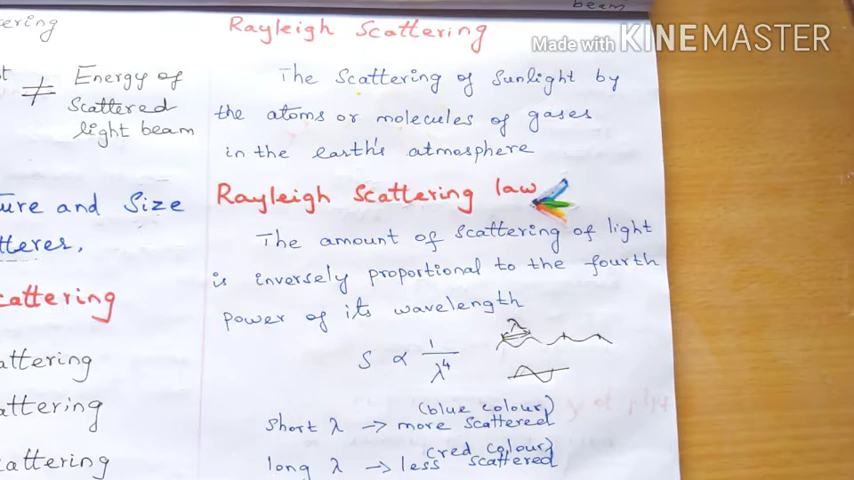 beam
Made with KINEMASTER
ering
≠ Energy of
scattered
light beam
ure and Size
tteres,
cattering
attering
attering
cattering
Rayleigh Scattering
The scattering of sunlight by
the atoms or molecules of gases
in the earth's atmosphere
Rayleigh Scattering law
The amount of scattering of light
is inversely proportional to the fourth
power of its wavelength
S ∝ 1/λ⁴
λ
(blue colour)
short λ → more scattered
(red colour)
long λ → less scattered